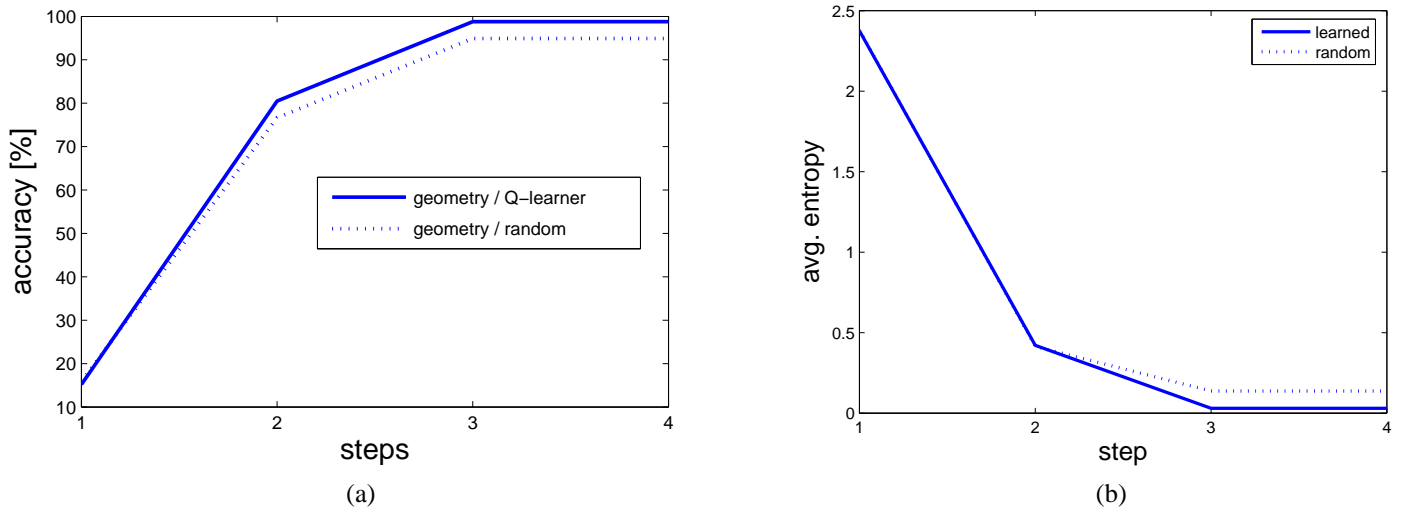 100
90
80
70
60
50
40
30
20
10
accuracy [%]
geometry / Q−learner
geometry / random
1 2 3 4
steps
(a)
2.5
2
1.5
1
0.5
0
avg. entropy
learned
random
1 2 3 4
step
(b)